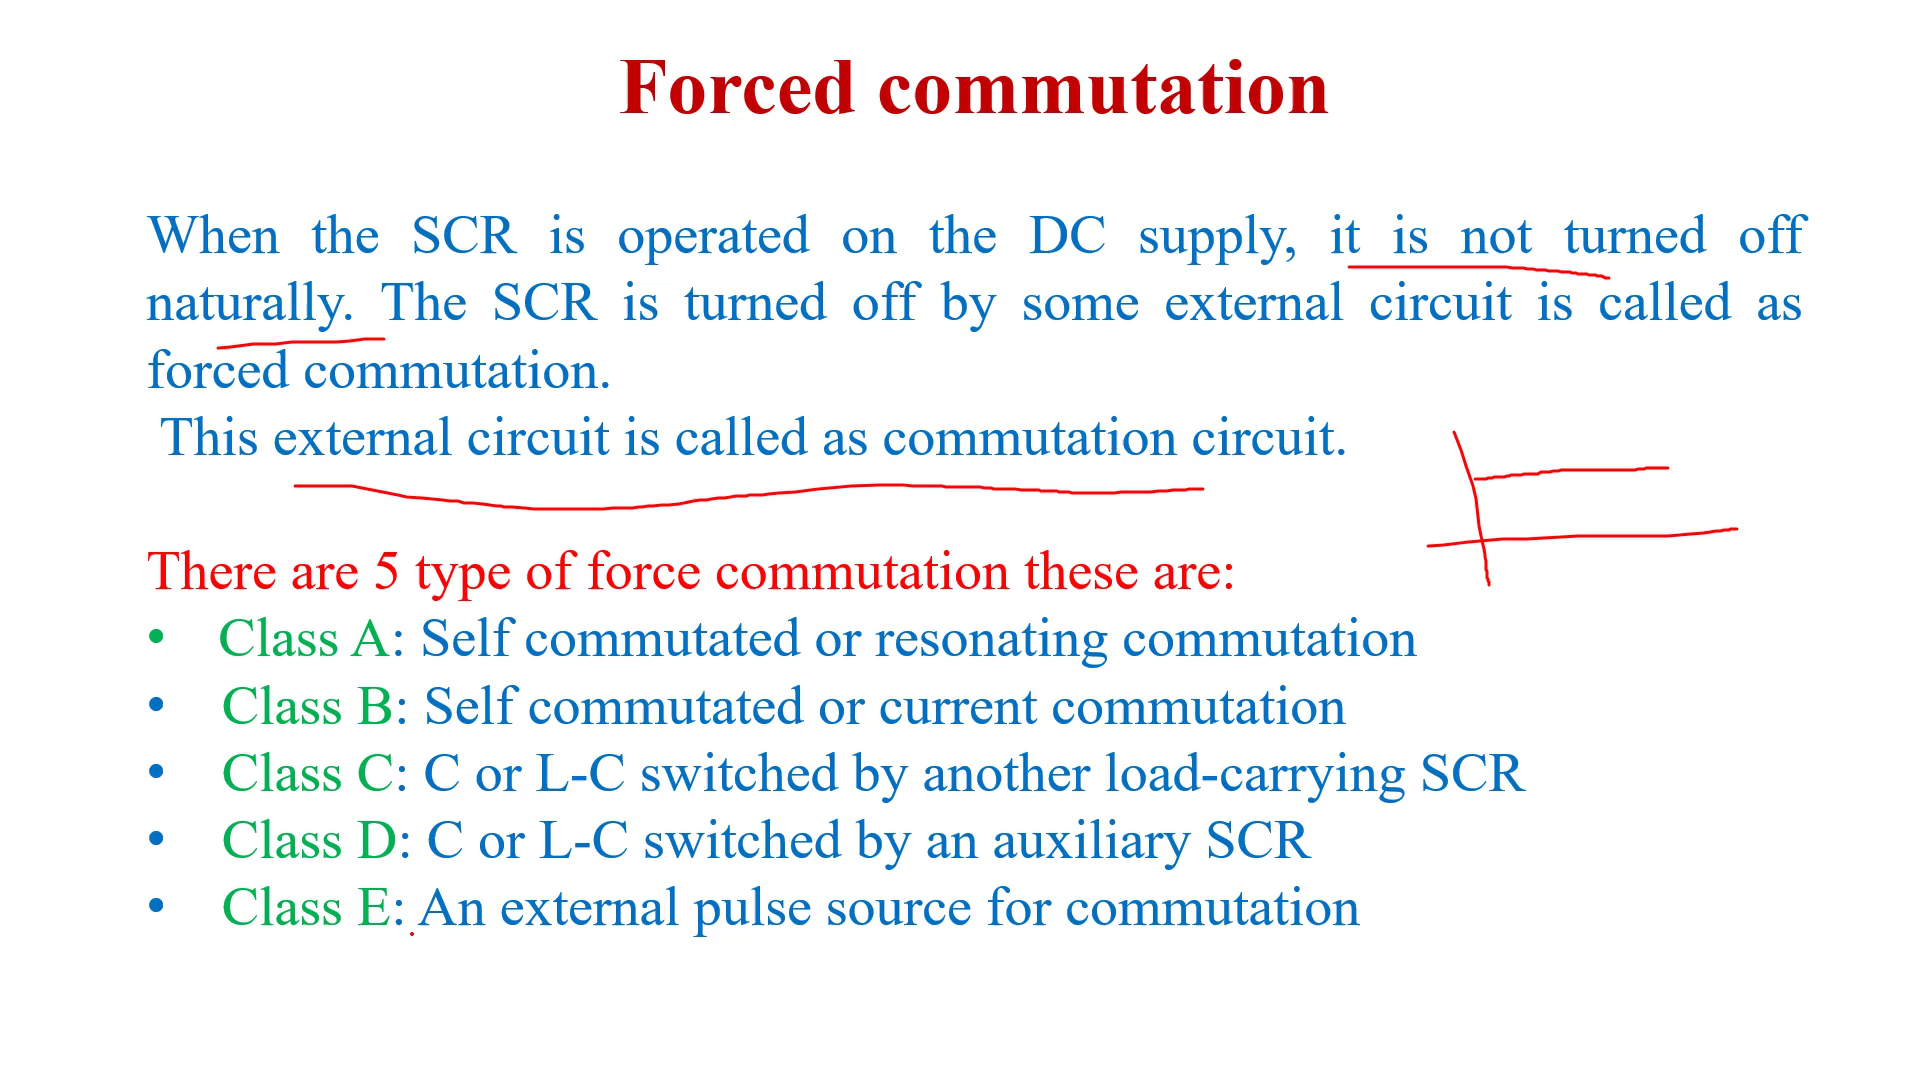 Forced commutation
When the SCR is operated on the DC supply, it is not turned off
naturally. The SCR is turned off by some external circuit is called as
forced commutation.
This external circuit is called as commutation circuit.
There are 5 type of force commutation these are:
• Class A: Self commutated or resonating commutation
• Class B: Self commutated or current commutation
• Class C: C or L-C switched by another load-carrying SCR
• Class D: C or L-C switched by an auxiliary SCR
• Class E: An external pulse source for commutation